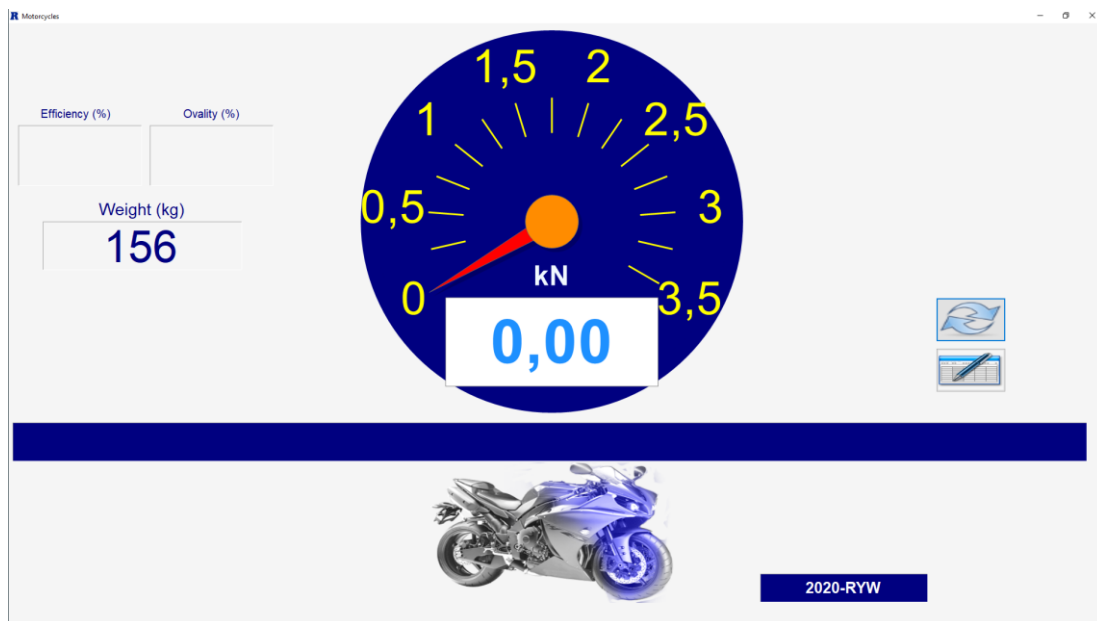 R Motorcycles
Efficiency (%)
Ovality (%)
Weight (kg)
156
0
0,5
1
1,5
2
2,5
3
3,5
kN
0,00
2020-RYW